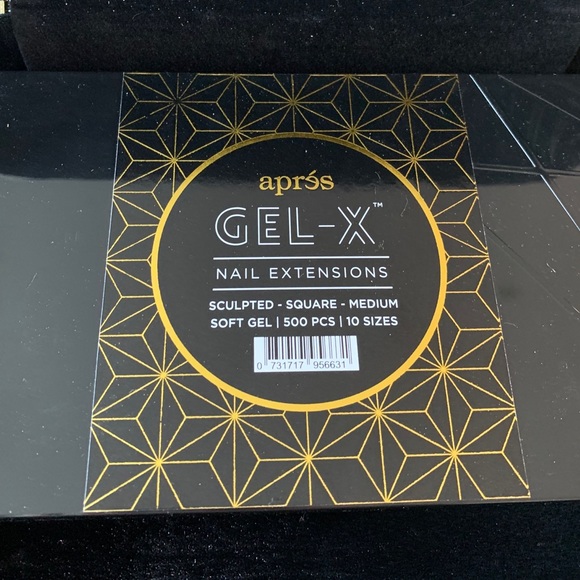 aprés
GEL-X™
NAIL EXTENSIONS
SCULPTED - SQUARE - MEDIUM
SOFT GEL | 500 PCS | 10 SIZES
0 731717 956631